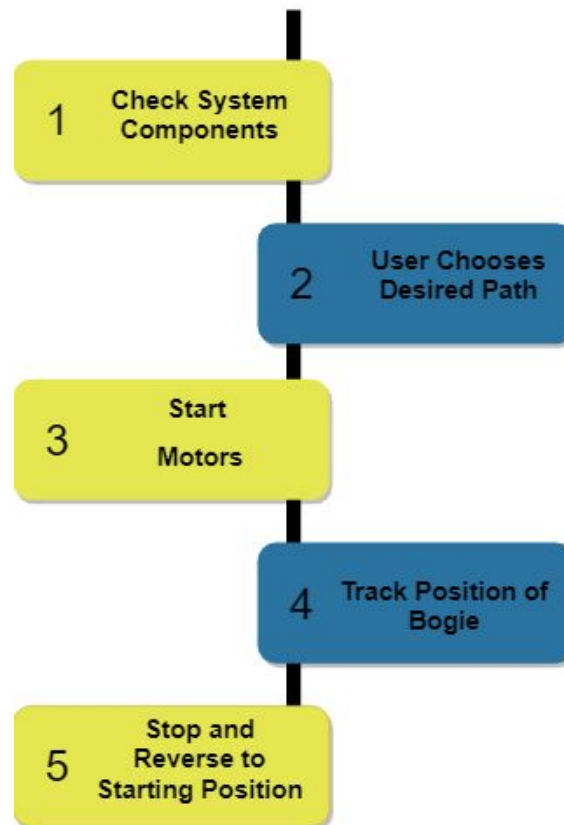 1
Check System
Components
2
User Chooses
Desired Path
3
Start
Motors
4
Track Position of
Bogie
5
Stop and
Reverse to
Starting Position